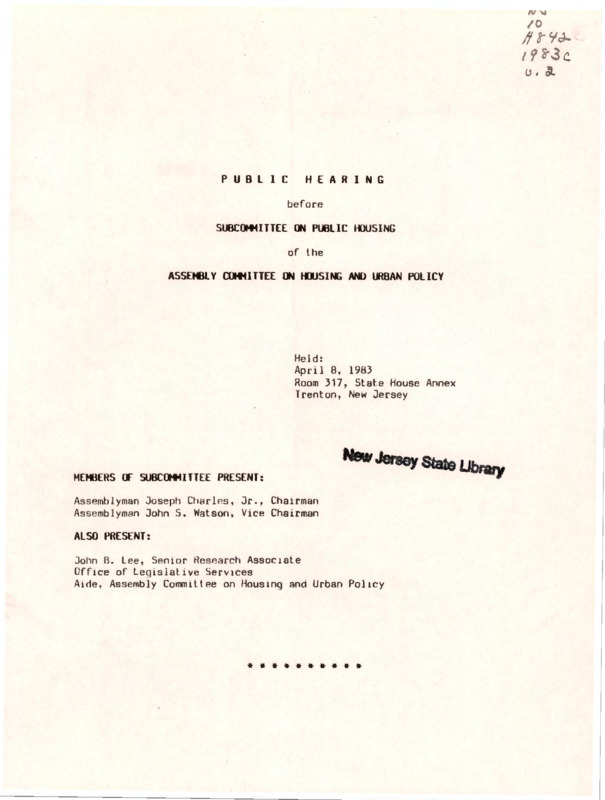 10
A842
1983c
v. 2
PUBLIC HEARING
before
SUBCOMMITTEE ON PUBLIC HOUSING
of the
ASSEMBLY COMMITTEE ON HOUSING AND URBAN POLICY
Held:
April 8, 1983
Room 317, State House Annex
Trenton, New Jersey
New Jersey State Library
MEMBERS OF SUBCOMMITTEE PRESENT:
Assemblyman Joseph Charles, Jr., Chairman
Assemblyman John S. Watson, Vice Chairman
ALSO PRESENT:
John B. Lee, Senior Research Associate
Office of Legislative Services
Aide, Assembly Committee on Housing and Urban Policy
* * * * * * * * * *